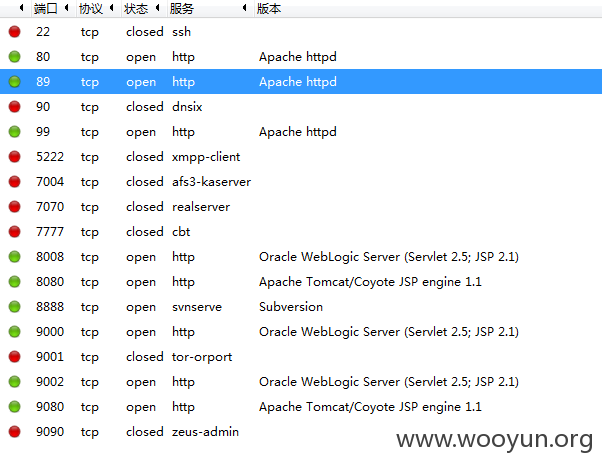 端口 协议 状态 服务 版本
22 tcp closed ssh
80 tcp open http Apache httpd
89 tcp open http Apache httpd
90 tcp closed dnsix
99 tcp open http Apache httpd
5222 tcp closed xmpp-client
7004 tcp closed afs3-kaserver
7070 tcp closed realserver
7777 tcp closed cbt
8008 tcp open http Oracle WebLogic Server (Servlet 2.5; JSP 2.1)
8080 tcp open http Apache Tomcat/Coyote JSP engine 1.1
8888 tcp open svnserve Subversion
9000 tcp open http Oracle WebLogic Server (Servlet 2.5; JSP 2.1)
9001 tcp closed tor-orport
9002 tcp open http Oracle WebLogic Server (Servlet 2.5; JSP 2.1)
9080 tcp open http Apache Tomcat/Coyote JSP engine 1.1
9090 tcp closed zeus-admin
www.wooyun.org